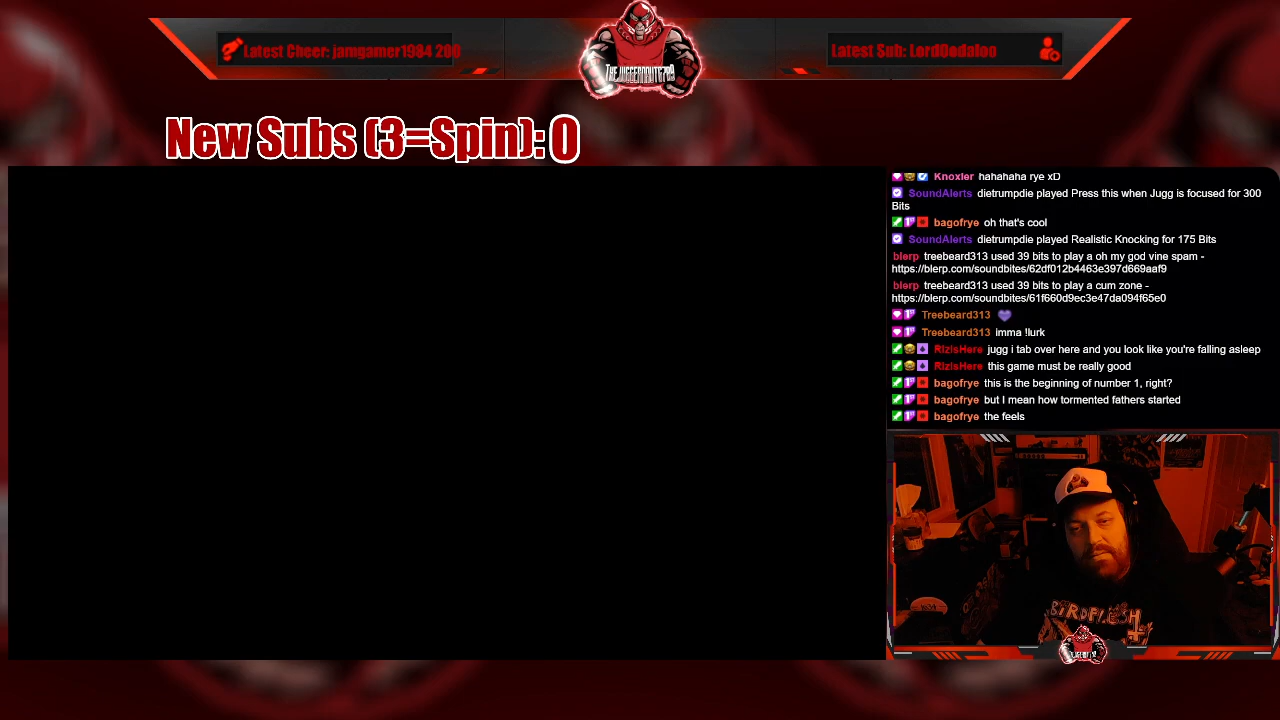 Latest Cheer: jamgamer1984 200
Latest Sub: LordOodaloo
THEJUGGERNAUT6789
New Subs (3=Spin): 0
Knoxler hahahaha rye xD
SoundAlerts dietrumpdie played Press this when Jugg is focused for 300
Bits
bagofrye oh that's cool
SoundAlerts dietrumpdie played Realistic Knocking for 175 Bits
blerp treebeard313 used 39 bits to play a oh my god vine spam -
https://blerp.com/soundbites/62df012b4463e397d669aaf9
blerp treebeard313 used 39 bits to play a cum zone -
https://blerp.com/soundbites/61f660d9ec3e47da094f65e0
Treebeard313
Treebeard313 imma !lurk
RizIsHere jugg i tab over here and you look like you're falling asleep
RizIsHere this game must be really good
bagofrye this is the beginning of number 1, right?
bagofrye but I mean how tormented fathers started
bagofrye the feels
BIRDFLESH